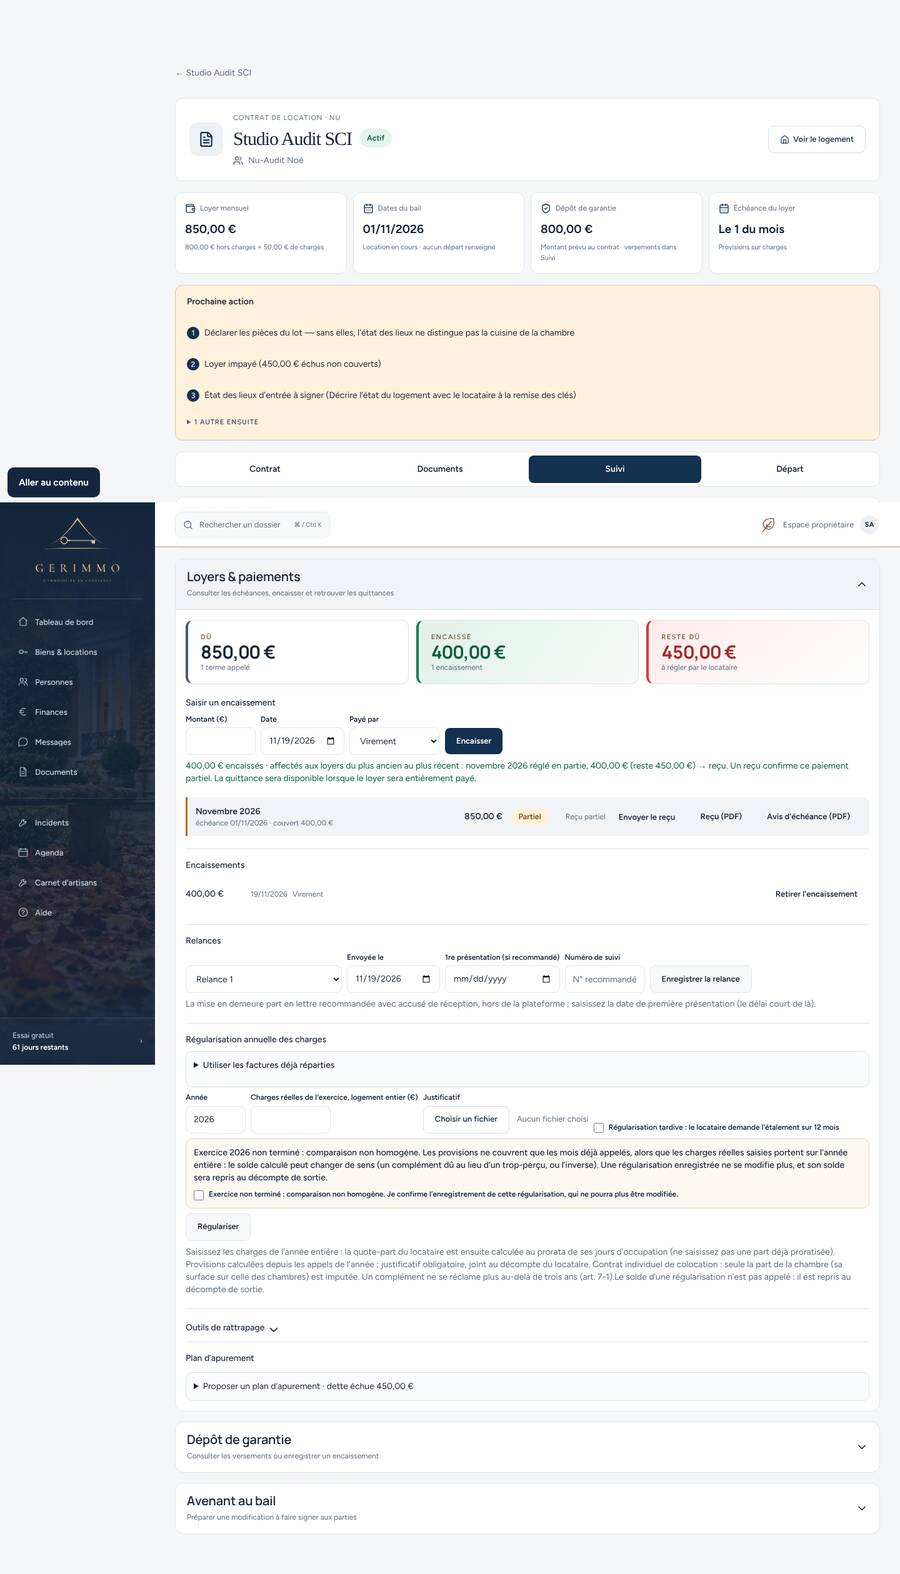 ← Studio Audit SCI
CONTRAT DE LOCATION · NU
Studio Audit SCI
Actif
Nu-Audit Noé
Voir le logement
Loyer mensuel
850,00 €
800,00 € hors charges + 50,00 € de charges
Dates du bail
01/11/2026
Location en cours · aucun départ renseigné
Dépôt de garantie
800,00 €
Montant prévu au contrat · versements dans
Suivi
Échéance du loyer
Le 1 du mois
Provisions sur charges
Prochaine action
1 Déclarer les pièces du lot — sans elles, l'état des lieux ne distingue pas la cuisine de la chambre
2 Loyer impayé (450,00 € échus non couverts)
3 État des lieux d'entrée à signer (Décrire l'état du logement avec le locataire à la remise des clés)
▶ 1 AUTRE ENSUITE
Contrat
Documents
Suivi
Départ
Aller au contenu
Rechercher un dossier
⌘ / Ctrl K
Espace propriétaire
SA
GERIMMO
Tableau de bord
Biens & locations
Personnes
Finances
Messages
Documents
Incidents
Agenda
Carnet d'artisans
Aide
Essai gratuit
61 jours restants
Loyers & paiements
Consulter les échéances, encaisser et retrouver les quittances
DÛ
850,00 €
1 terme appelé
ENCAISSÉ
400,00 €
1 encaissement
RESTE DÛ
450,00 €
à régler par le locataire
Saisir un encaissement
Montant (€)
Date
Payé par
11/19/2026
Virement
Encaisser
400,00 € encaissés · affectés aux loyers du plus ancien au plus récent : novembre 2026 réglé en partie, 400,00 € (reste 450,00 €) → reçu. Un reçu confirme ce paiement
partiel. La quittance sera disponible lorsque le loyer sera entièrement payé.
Novembre 2026
échéance 01/11/2026 · couvert 400,00 €
850,00 €
Partiel
Reçu partiel
Envoyer le reçu
Reçu (PDF)
Avis d'échéance (PDF)
Encaissements
400,00 €
19/11/2026 Virement
Retirer l'encaissement
Relances
Envoyée le
1re présentation (si recommandé)
Numéro de suivi
Relance 1
11/19/2026
mm/dd/yyyy
N° recommandé
Enregistrer la relance
La mise en demeure part en lettre recommandée avec accusé de réception, hors de la plateforme ; saisissez la date de première présentation (le délai court de là).
Régularisation annuelle des charges
▶ Utiliser les factures déjà réparties
Année
Charges réelles de l'exercice, logement entier (€)
Justificatif
2026
Choisir un fichier
Aucun fichier choisi
Régularisation tardive : le locataire demande l'étalement sur 12 mois
Exercice 2026 non terminé : comparaison non homogène. Les provisions ne couvrent que les mois déjà appelés, alors que les charges réelles saisies portent sur l'année
entière : le solde calculé peut changer de sens (un complément dû au lieu d'un trop-perçu, ou l'inverse). Une régularisation enregistrée ne se modifie plus, et son solde
sera repris au décompte de sortie.
Exercice non terminé : comparaison non homogène. Je confirme l'enregistrement de cette régularisation, qui ne pourra plus être modifiée.
Régulariser
Saisissez les charges de l'année entière : la quote-part du locataire est ensuite calculée au prorata de ses jours d'occupation (ne saisissez pas une part déjà proratisée).
Provisions calculées depuis les appels de l'année ; justificatif obligatoire, joint au décompte du locataire. Contrat individuel de colocation : seule la part de la chambre (sa
surface sur celle des chambres) est imputée. Un complément ne se réclame plus au-delà de trois ans (art. 7-1).Le solde d'une régularisation n'est pas appelé : il est repris au
décompte de sortie.
Outils de rattrapage
Plan d'apurement
▶ Proposer un plan d'apurement · dette échue 450,00 €
Dépôt de garantie
Consulter les versements ou enregistrer un encaissement
Avenant au bail
Préparer une modification à faire signer aux parties